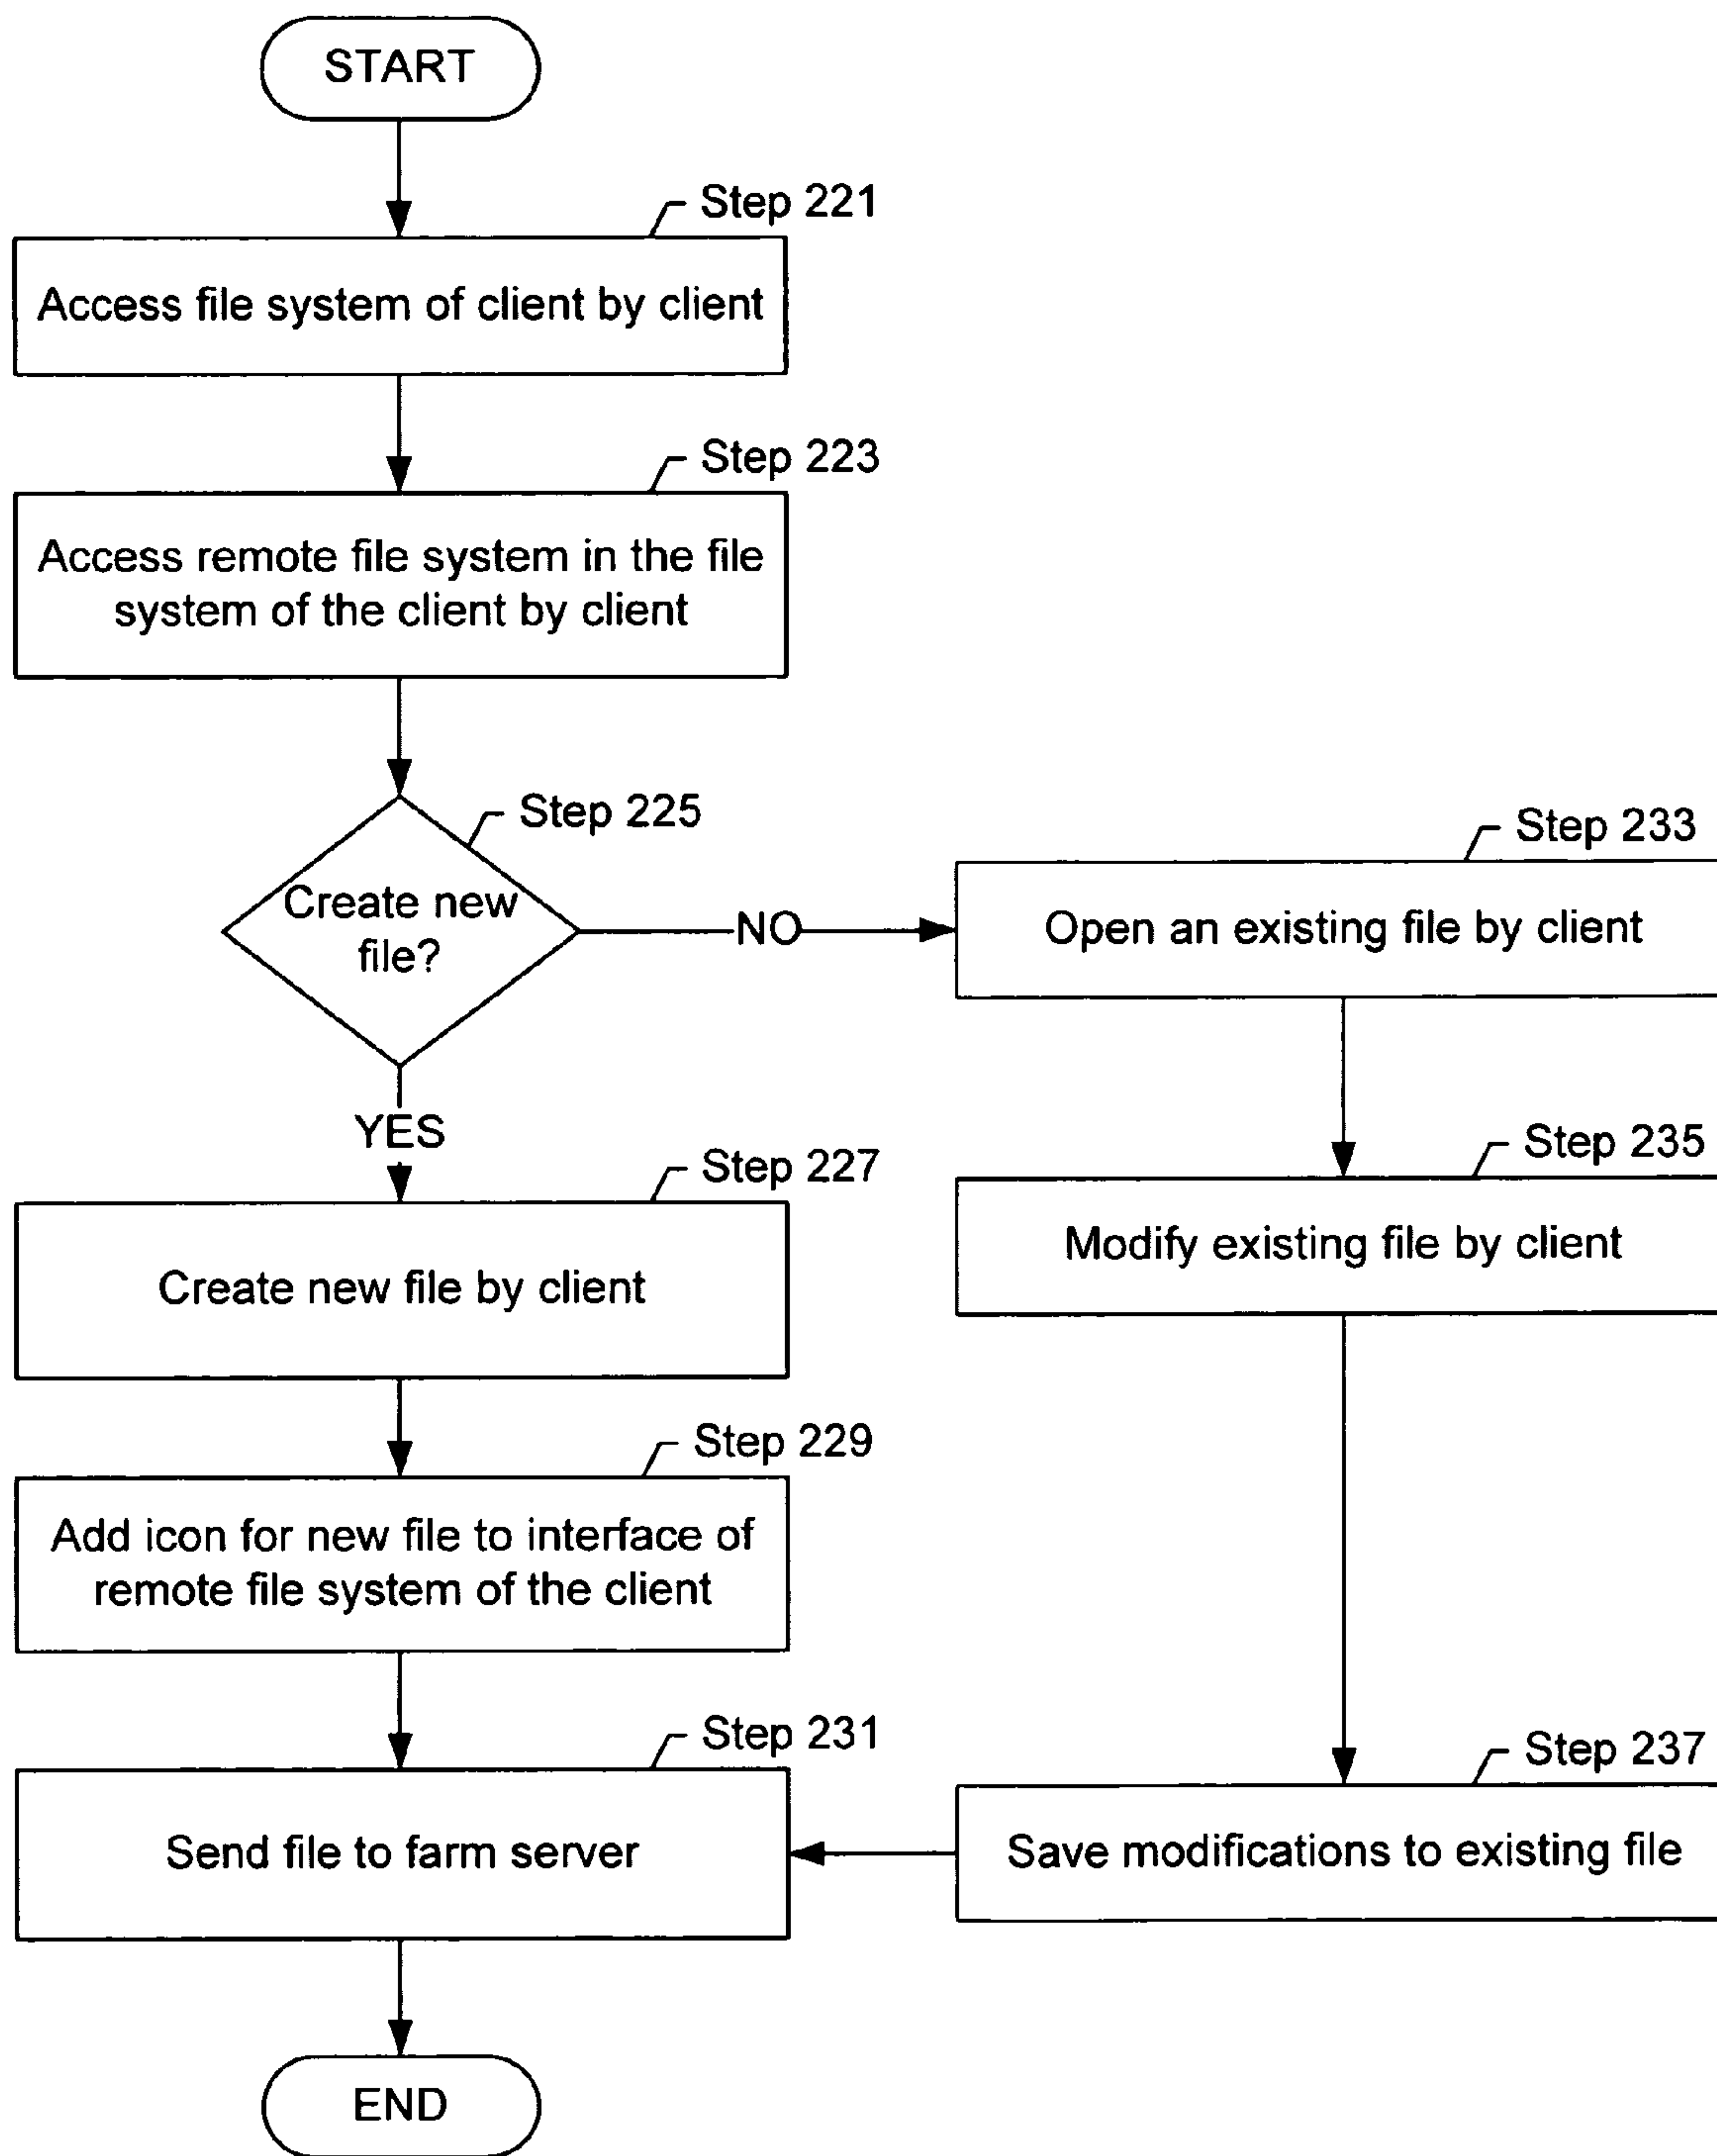 START
Step 221
Access file system of client by client
Step 223
Access remote file system in the file
system of the client by client
Step 225
Create new
file?
NO
Step 233
Open an existing file by client
YES
Step 227
Create new file by client
Step 235
Modify existing file by client
Step 229
Add icon for new file to interface of
remote file system of the client
Step 231
Send file to farm server
Step 237
Save modifications to existing file
END